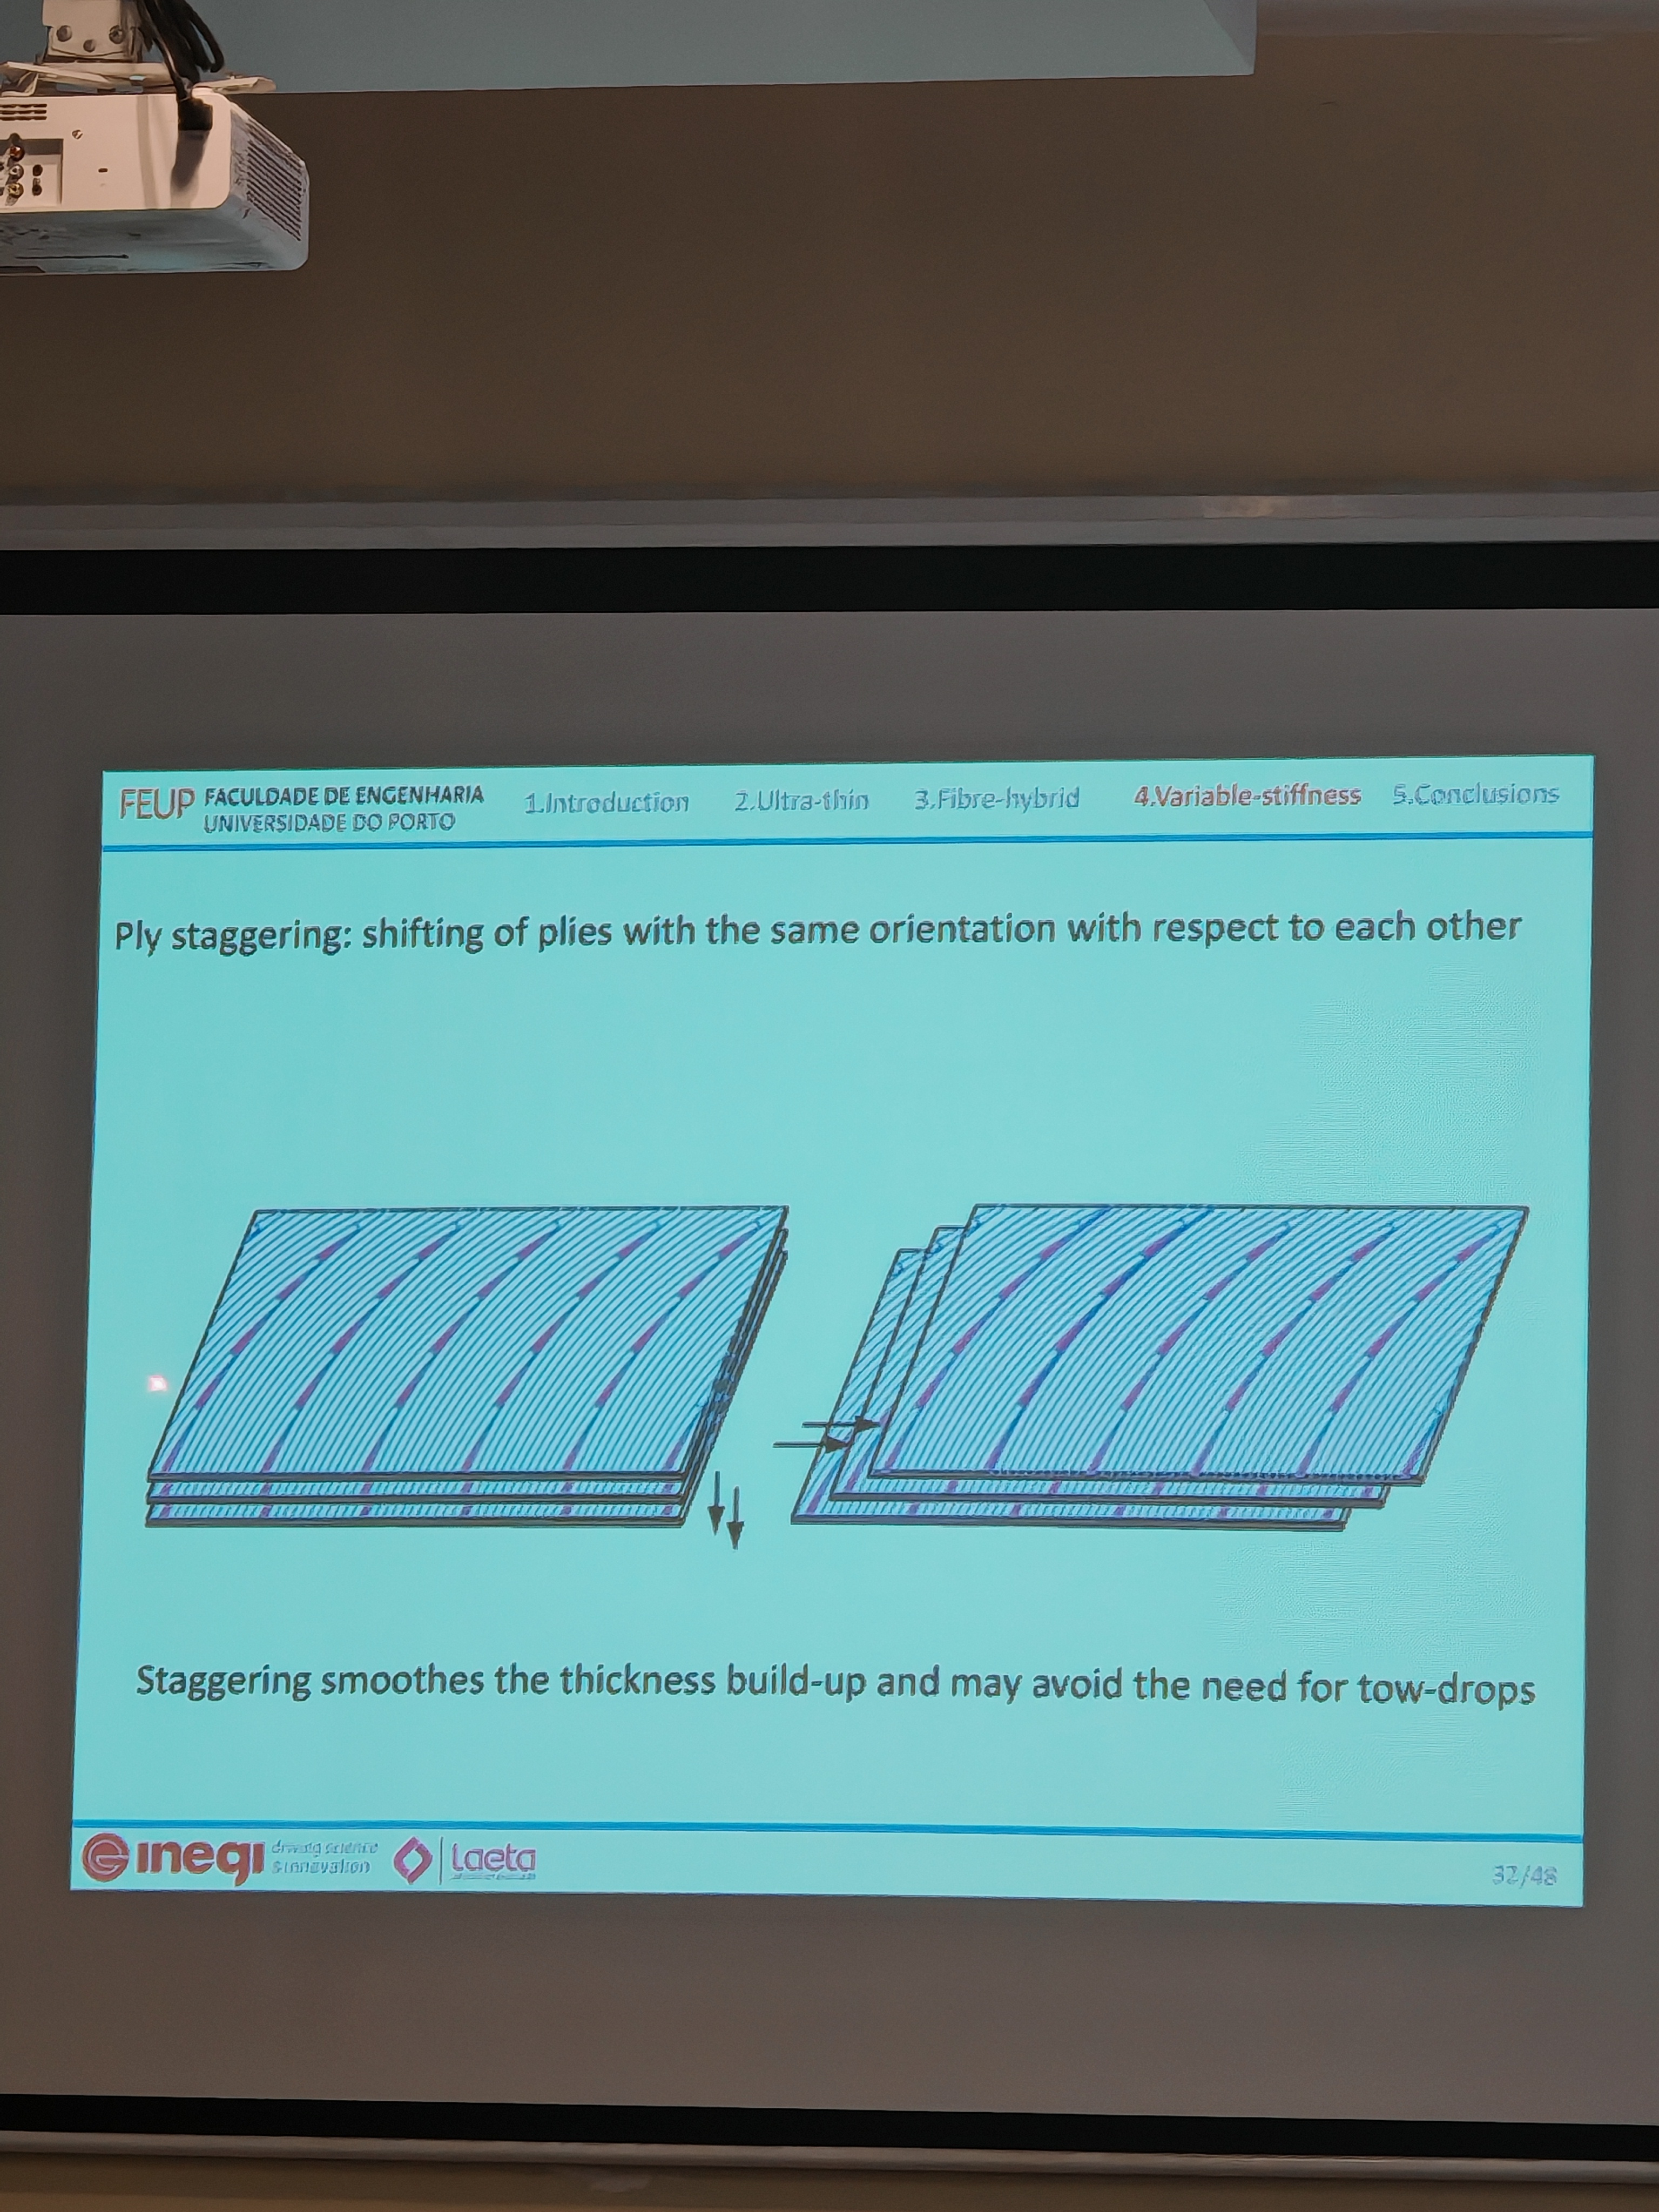 FEUP FACULDADE DE ENGENHARIA
UNIVERSIDADE DO PORTO
1.Introduction 2.Ultra-thin 3.Fibre-hybrid 4.Variable-stiffness 5.Conclusions
Ply staggering: shifting of plies with the same orientation with respect to each other
Staggering smoothes the thickness build-up and may avoid the need for tow-drops
inegi driving science
& innovation
Laeta
32/48